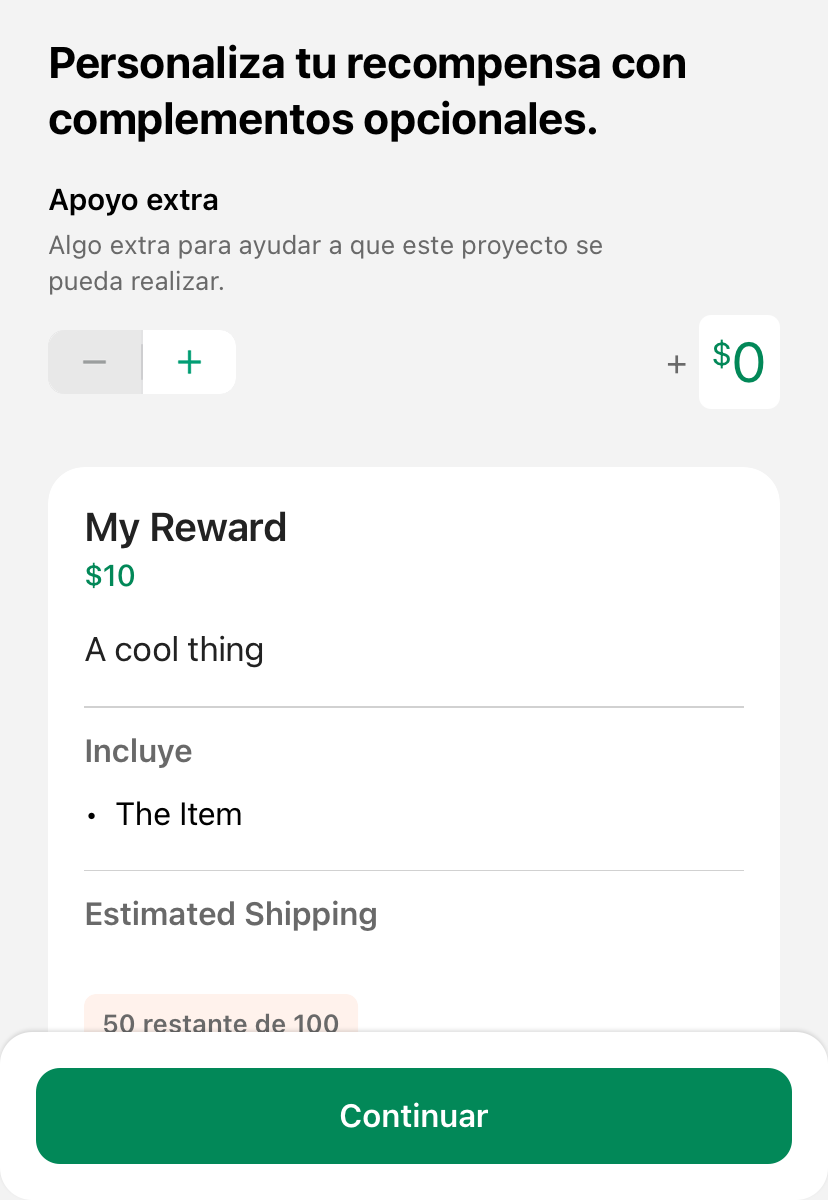 Personaliza tu recompensa con
complementos opcionales.
Apoyo extra
Algo extra para ayudar a que este proyecto se
pueda realizar.
− +
+ $0
My Reward
$10
A cool thing
Incluye
• The Item
Estimated Shipping
50 restante de 100
Continuar